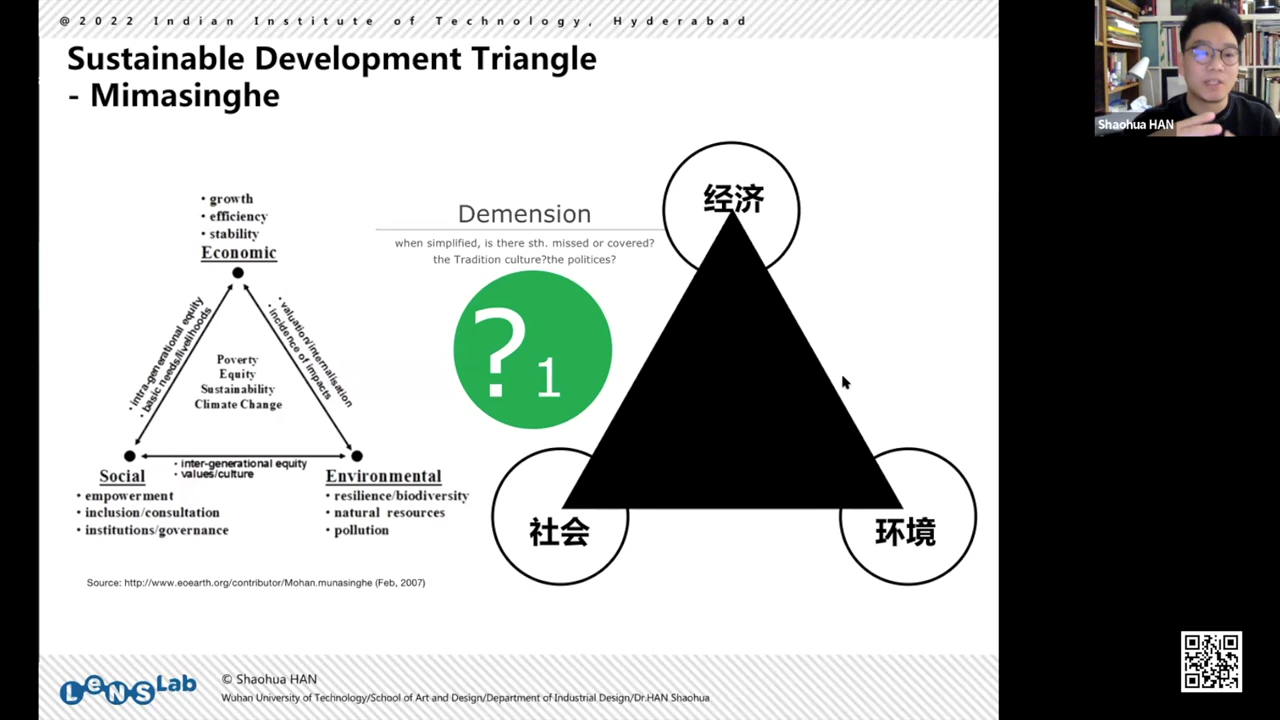 @2022 Indian Institute of Technology, Hyderabad
Sustainable Development Triangle
- Mimasinghe
• growth
• efficiency
• stability
Economic
• intra-generational equity
• basic needs/livelihoods
• valuation/internalisation
• incidence of impacts
Poverty
Equity
Sustainability
Climate Change
• inter-generational equity
• values/culture
Social
• empowerment
• inclusion/consultation
• institutions/governance
Environmental
• resilience/biodiversity
• natural resources
• pollution
Source: http://www.eoearth.org/contributor/Mohan.munasinghe (Feb, 2007)
Demension
when simplified, is there sth. missed or covered?
the Tradition culture?the politices?
?1
经济
社会
环境
LeNS Lab
© Shaohua HAN
Wuhan University of Technology/School of Art and Design/Department of Industrial Design/Dr.HAN Shaohua
Shaohua HAN